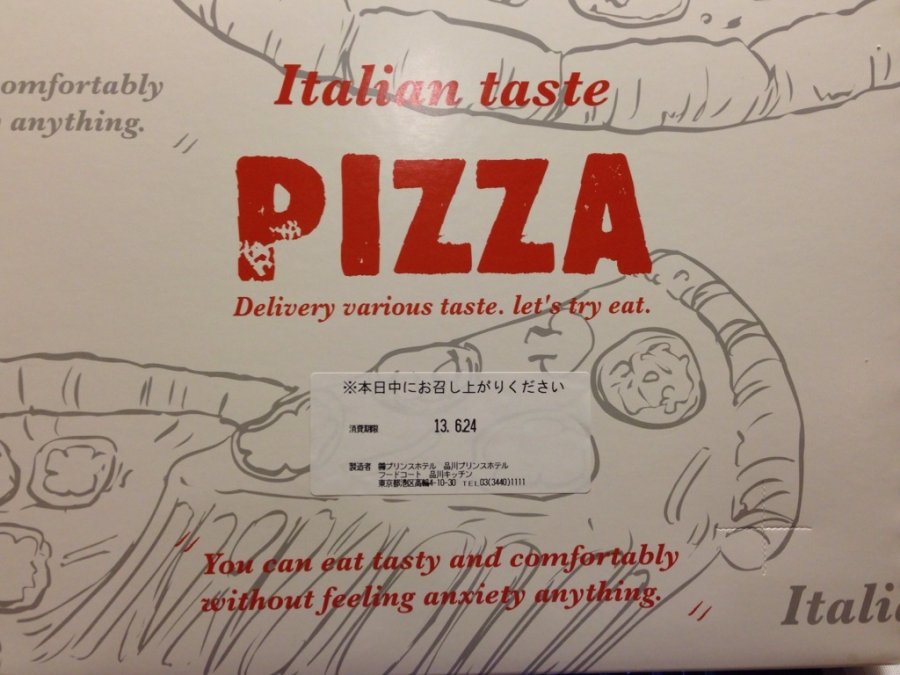 Italian taste
omfortably
anything.
PIZZA
Delivery various taste. let's try eat.
※本日中にお召し上がりください
消費期限 13. 6.24
製造者 ㈱プリンスホテル 品川プリンスホテル
フードコート 品川キッチン
東京都港区高輪4-10-30 TEL03(3440)1111
You can eat tasty and comfortably
without feeling anxiety anything.
Itali